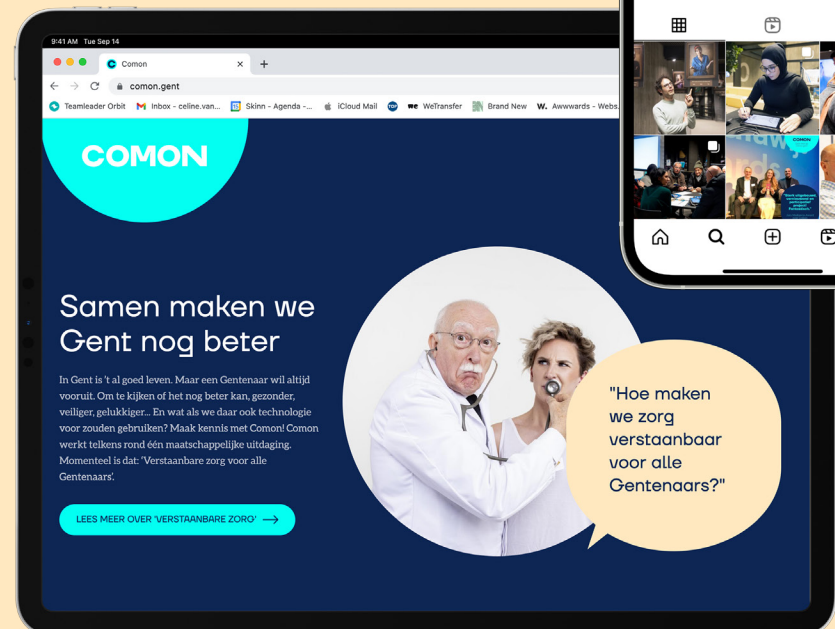 9:41 AM Tue Sep 14
Comon
comon.gent
Teamleader Orbit Inbox - celine.van... Skinn - Agenda -... iCloud Mail TOP we WeTransfer Brand New W. Awwwards - Webs.
COMON
Samen maken we
Gent nog beter
In Gent is 't al goed leven. Maar een Gentenaar wil altijd
vooruit. Om te kijken of het nog beter kan, gezonder,
veiliger, gelukkiger... En wat als we daar ook technologie
voor zouden gebruiken? Maak kennis met Comon! Comon
werkt telkens rond één maatschappelijke uitdaging.
Momenteel is dat: 'Verstaanbare zorg voor alle
Gentenaars'.
LEES MEER OVER 'VERSTAANBARE ZORG' →
"Hoe maken
we zorg
verstaanbaar
voor alle
Gentenaars?"
COMON